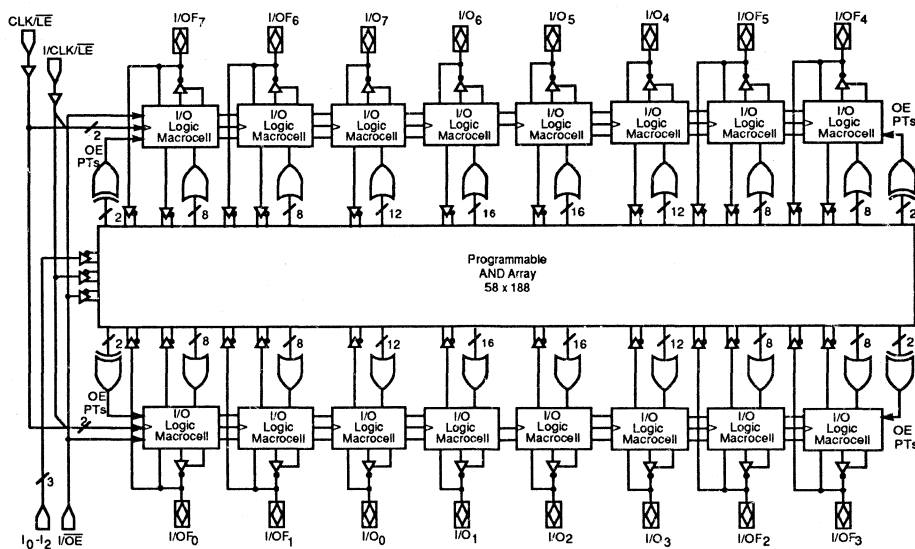 CLK/LE
I/CLK/LE
I/OF7 I/OF6 I/O7 I/O6 I/O5 I/O4 I/OF5 I/OF4
I/O Logic Macrocell I/O Logic Macrocell I/O Logic Macrocell I/O Logic Macrocell I/O Logic Macrocell I/O Logic Macrocell I/O Logic Macrocell I/O Logic Macrocell
2
OE PTs
OE PTs
2 8 8 12 16 16 12 8 8 2
Programmable
AND Array
58 x 188
2 8 8 12 16 16 12 8 8 2
OE PTs
OE PTs
2
I/O Logic Macrocell I/O Logic Macrocell I/O Logic Macrocell I/O Logic Macrocell I/O Logic Macrocell I/O Logic Macrocell I/O Logic Macrocell I/O Logic Macrocell
3
I0-I2 I/OE I/OF0 I/OF1 I/O0 I/O1 I/O2 I/O3 I/OF2 I/OF3